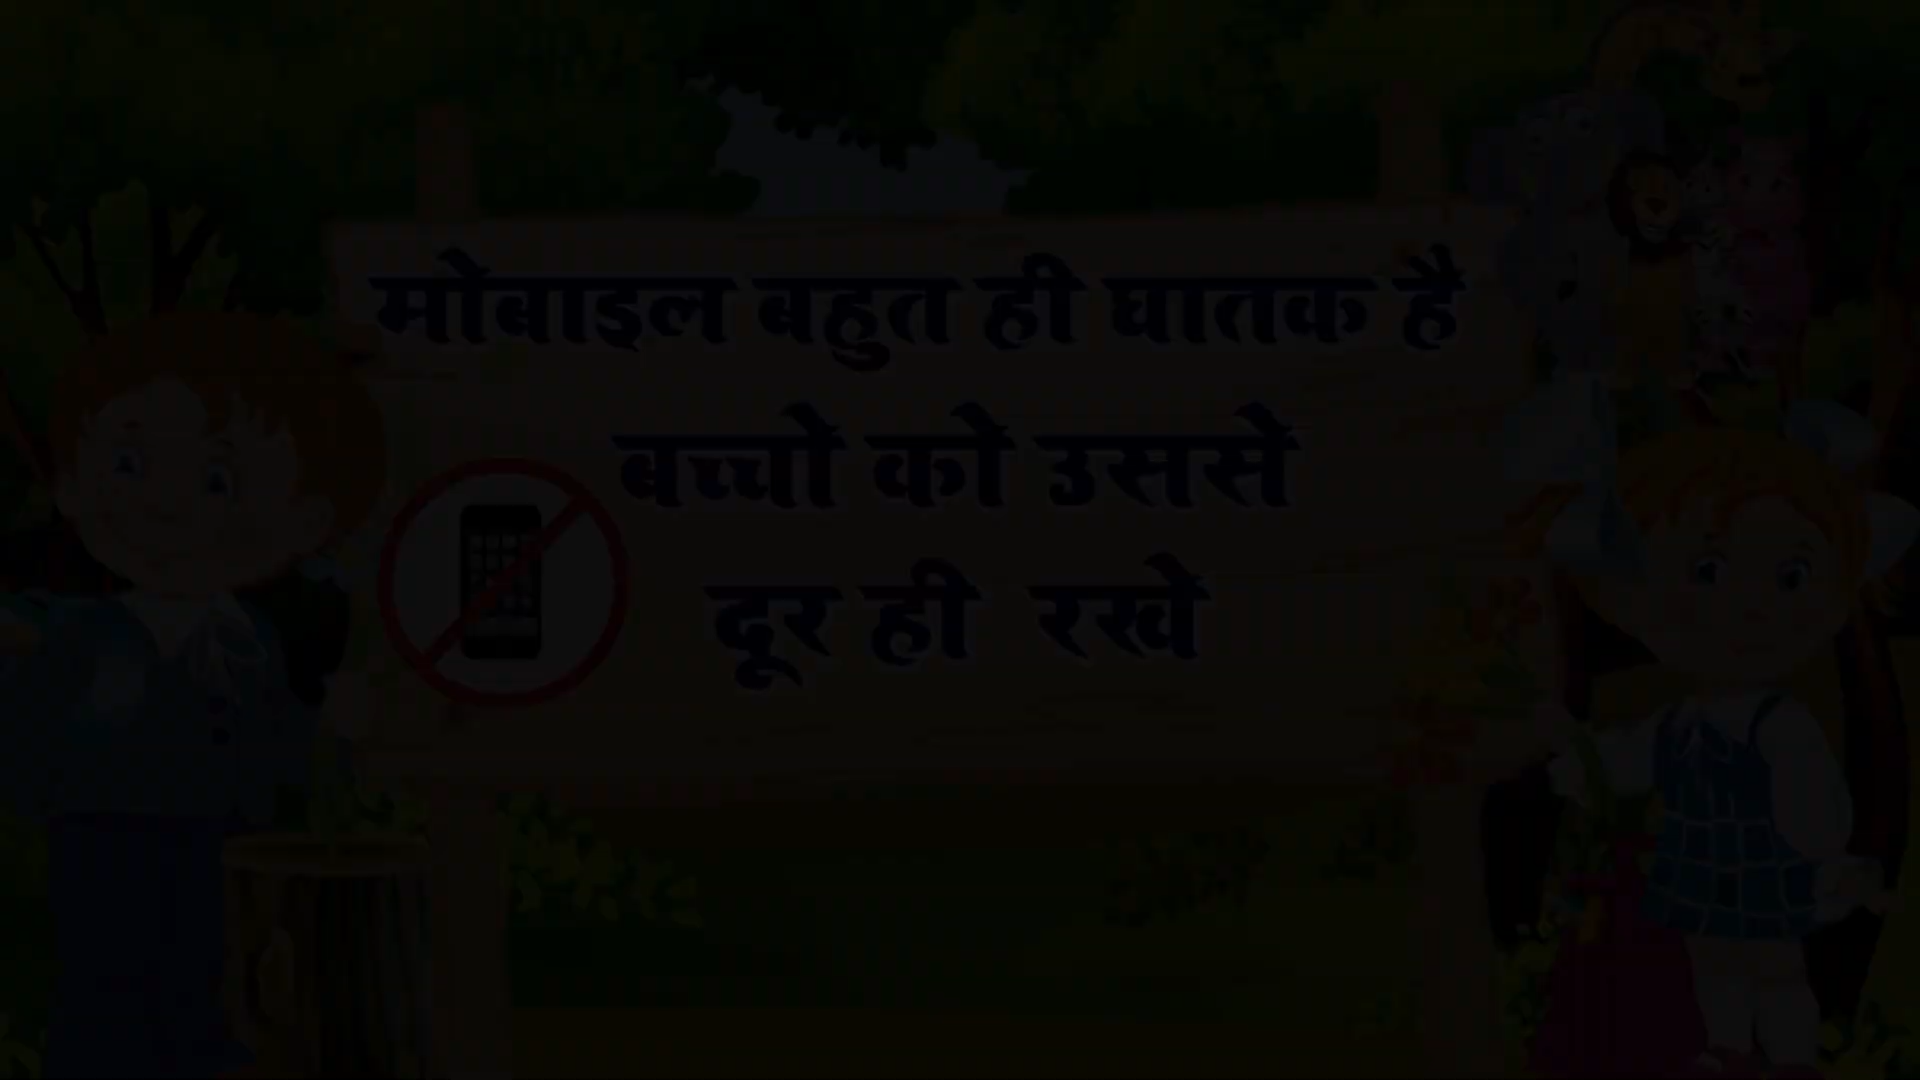 मोबाइल बहुत ही घातक है
बच्चो को उससे
दूर ही रखे